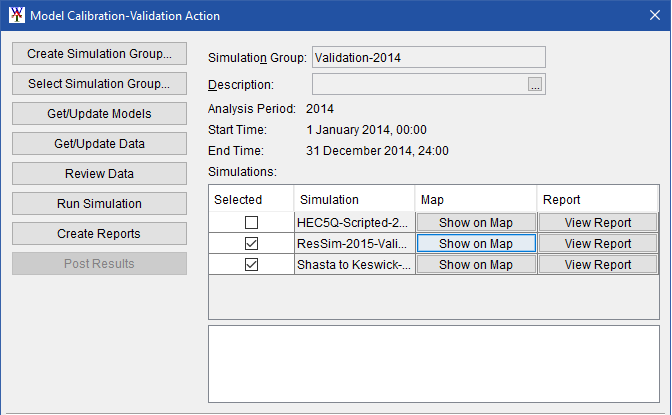 Model Calibration-Validation Action
Create Simulation Group...
Select Simulation Group...
Get/Update Models
Get/Update Data
Review Data
Run Simulation
Create Reports
Post Results
Simulation Group: Validation-2014
Description: ...
Analysis Period: 2014
Start Time: 1 January 2014, 00:00
End Time: 31 December 2014, 24:00
Simulations:
Selected Simulation Map Report
HEC5Q-Scripted-2... Show on Map View Report
ResSim-2015-Vali... Show on Map View Report
Shasta to Keswick-... Show on Map View Report